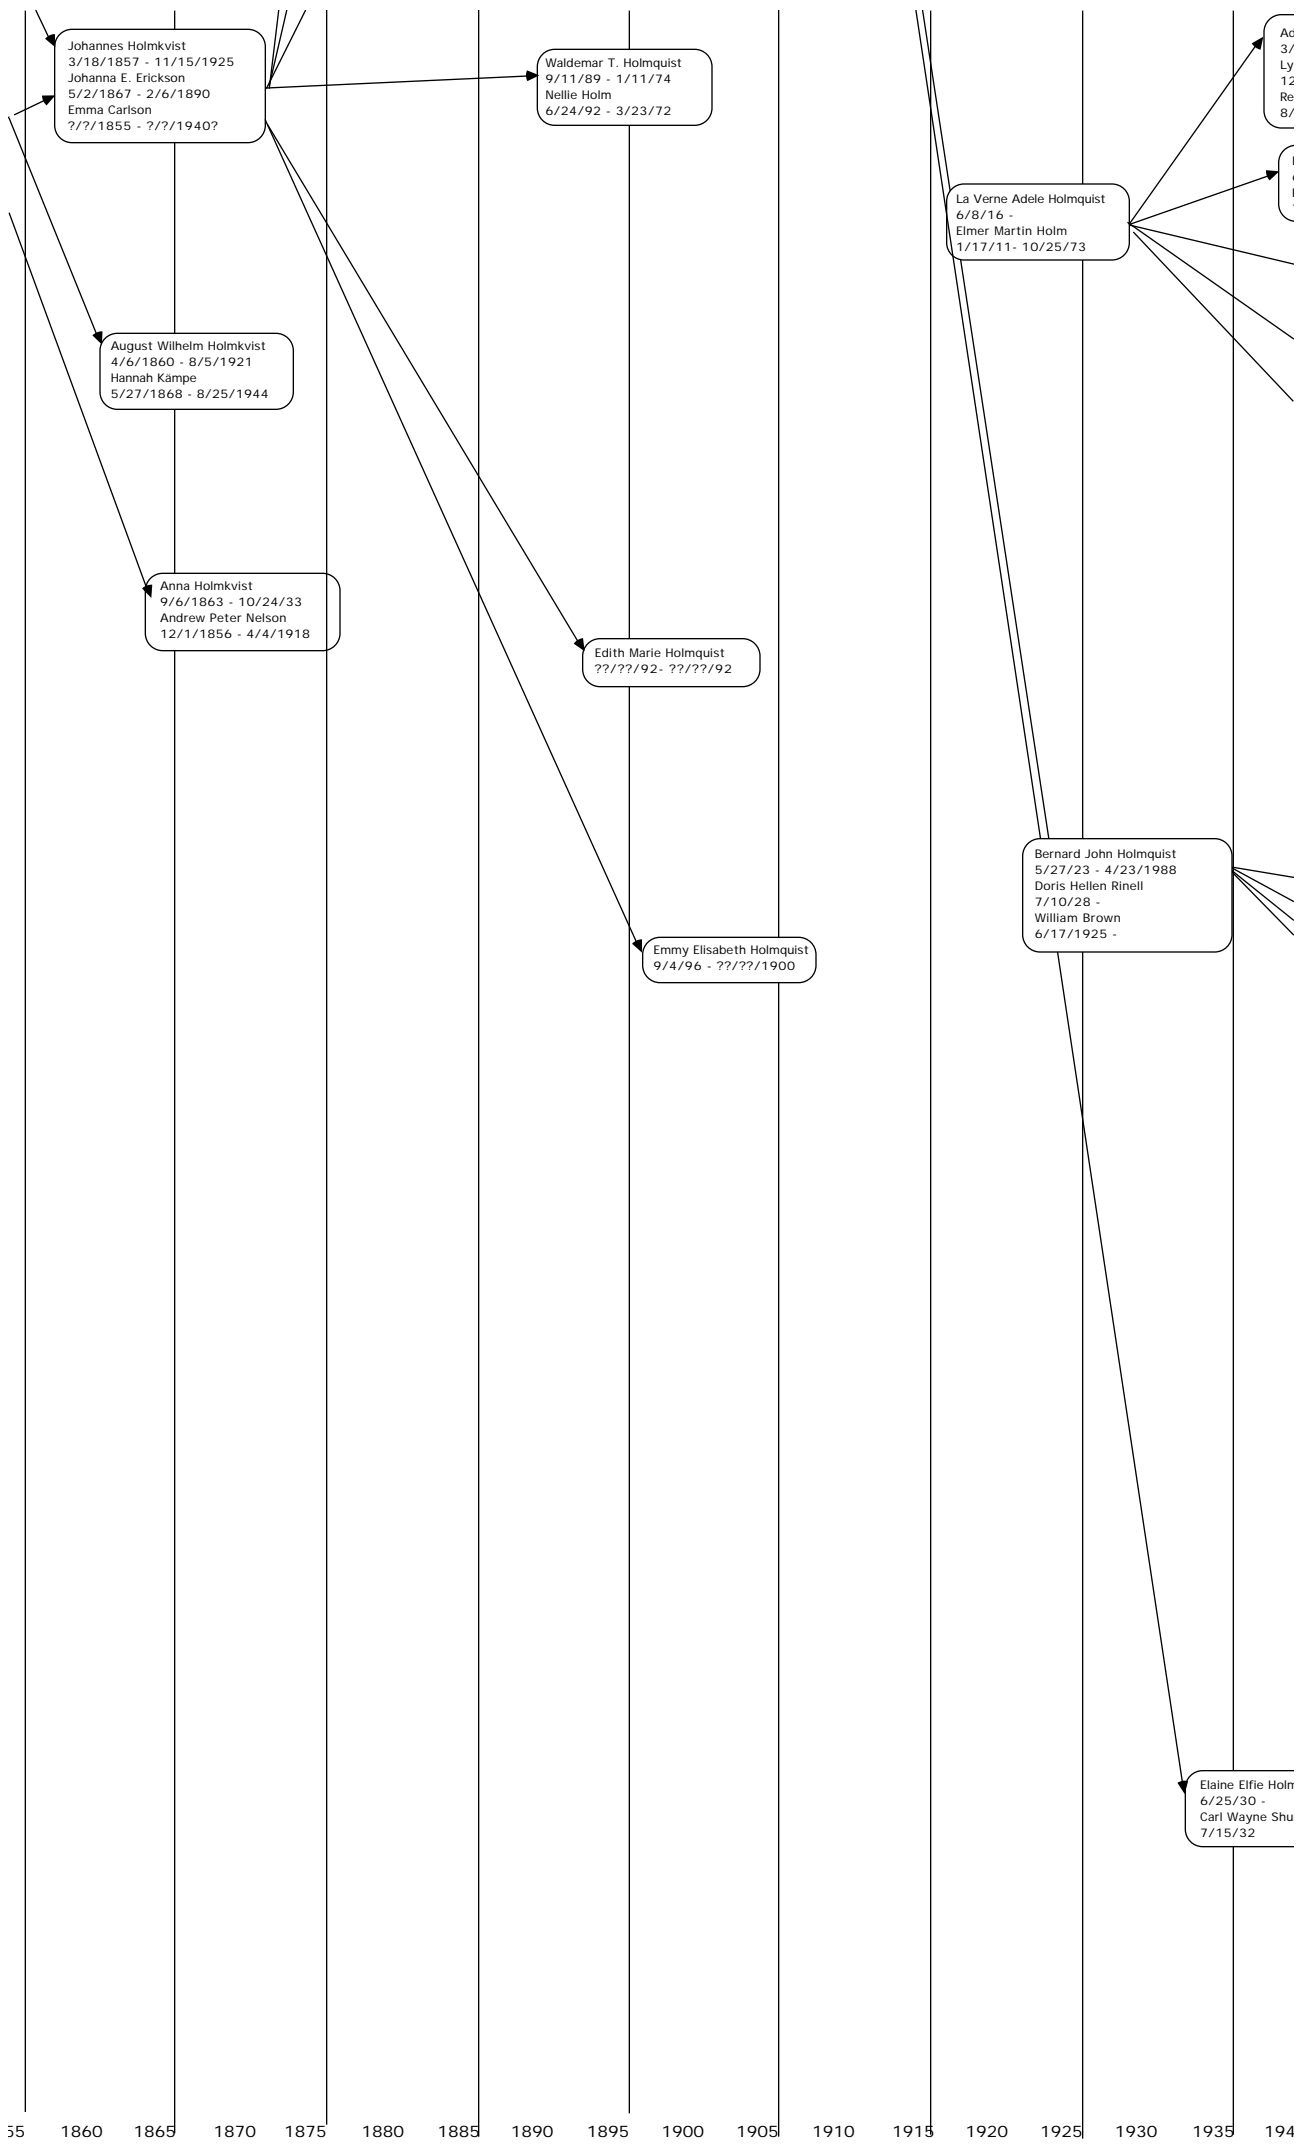 Johannes Holmkvist
3/18/1857 - 11/15/1925
Johanna E. Erickson
5/2/1867 - 2/6/1890
Emma Carlson
?/?/1855 - ?/?/1940?
Waldemar T. Holmquist
9/11/89 - 1/11/74
Nellie Holm
6/24/92 - 3/23/72
La Verne Adele Holmquist
6/8/16 -
Elmer Martin Holm
1/17/11- 10/25/73
August Wilhelm Holmkvist
4/6/1860 - 8/5/1921
Hannah Kämpe
5/27/1868 - 8/25/1944
Anna Holmkvist
9/6/1863 - 10/24/33
Andrew Peter Nelson
12/1/1856 - 4/4/1918
Edith Marie Holmquist
??/??/92- ??/??/92
Bernard John Holmquist
5/27/23 - 4/23/1988
Doris Hellen Rinell
7/10/28 -
William Brown
6/17/1925 -
Emmy Elisabeth Holmquist
9/4/96 - ??/??/1900
Elaine Elfie
6/25/30 -
Carl Wayne
7/15/32
1860 1865 1870 1875 1880 1885 1890 1895 1900 1905 1910 1915 1920 1925 1930 1935